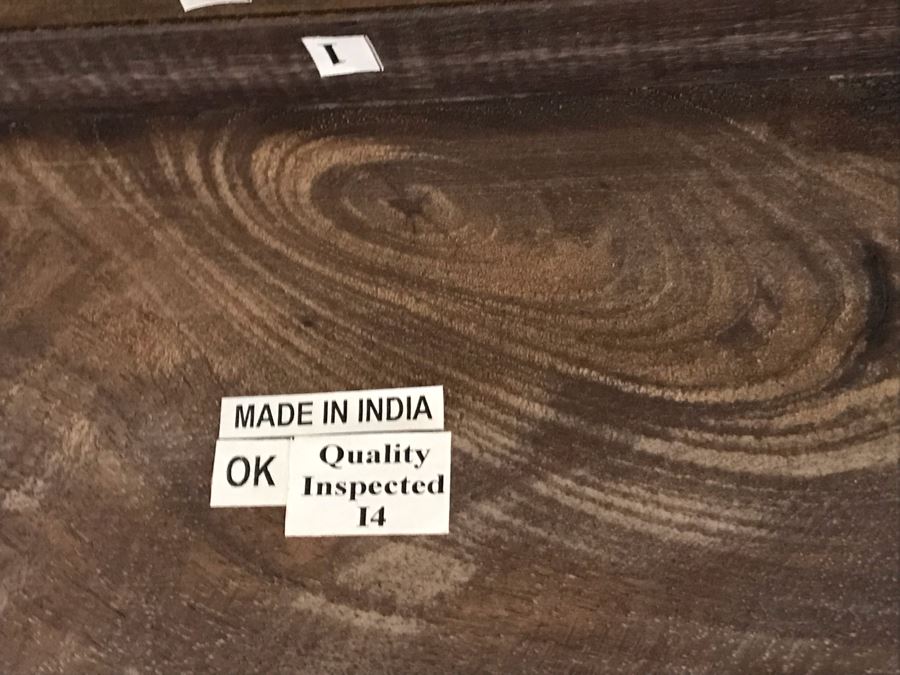 I
MADE IN INDIA
OK
Quality
Inspected
I4